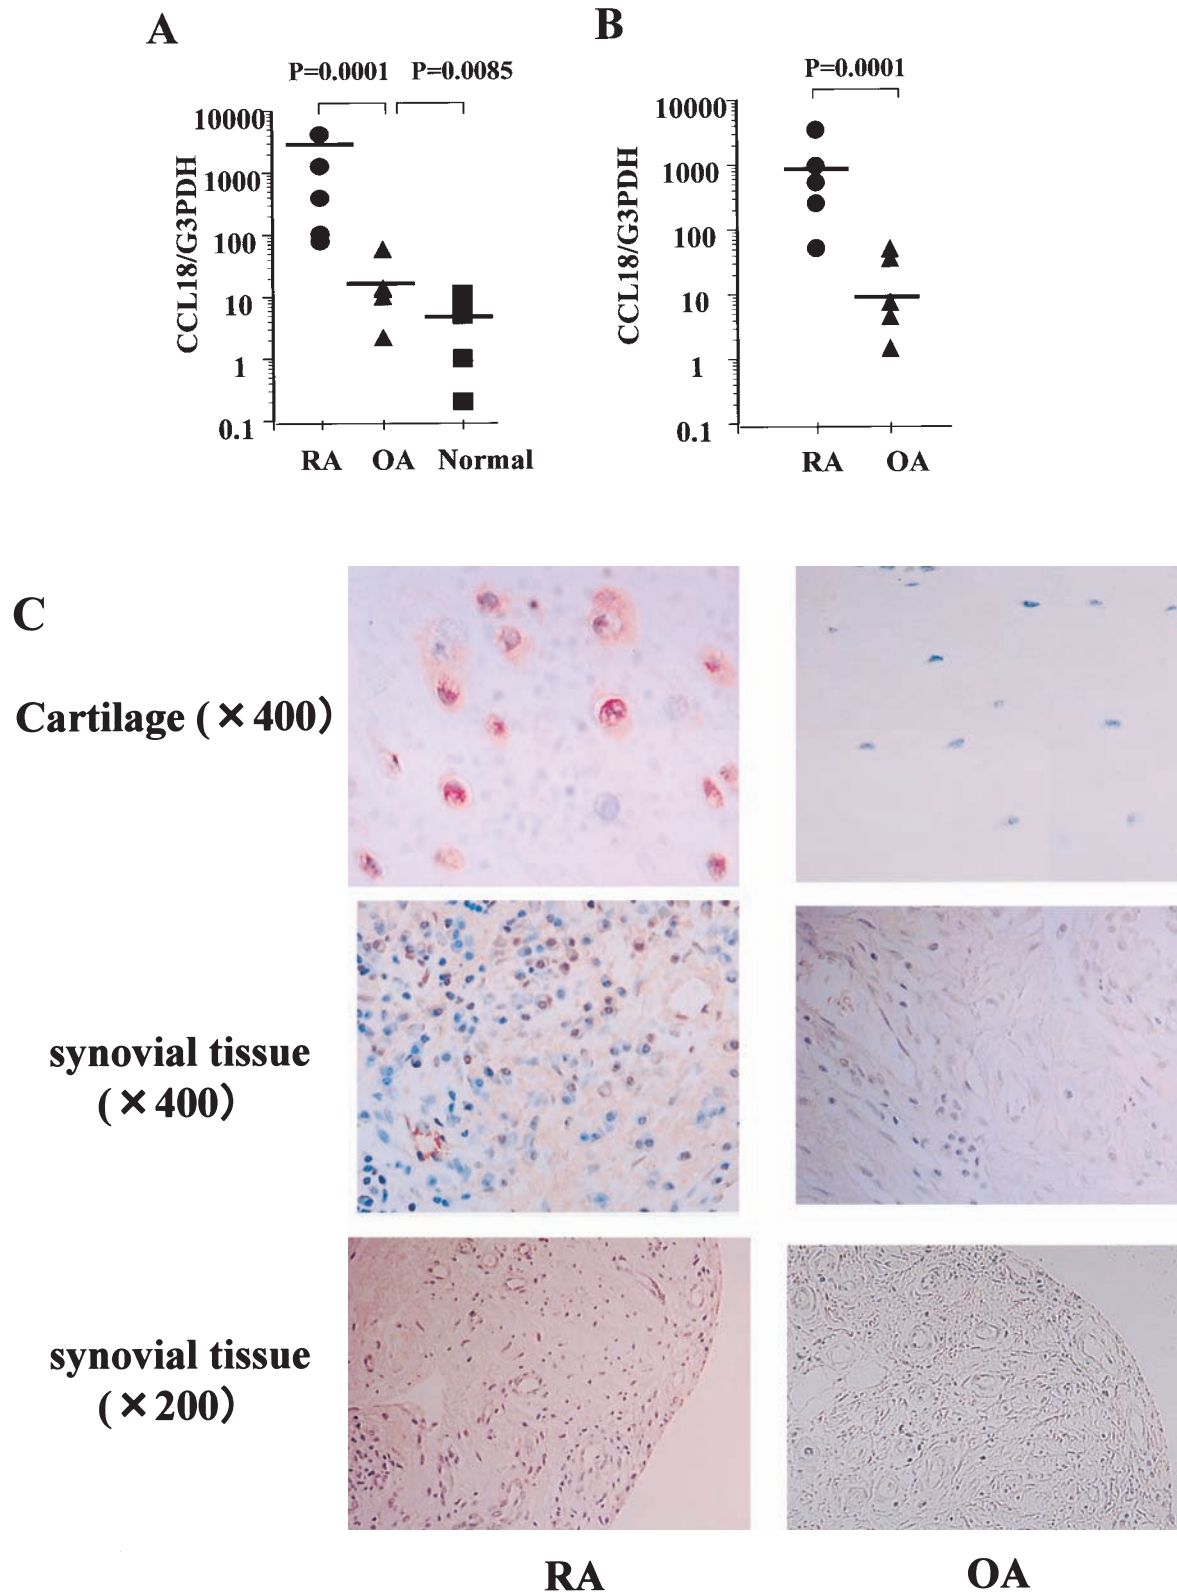 A
P=0.0001 P=0.0085
CCL18/G3PDH
10000
1000
100
10
1
0.1
RA OA Normal
B
P=0.0001
CCL18/G3PDH
10000
1000
100
10
1
0.1
RA OA
C
Cartilage (×400)
synovial tissue
(×400)
synovial tissue
(×200)
RA OA